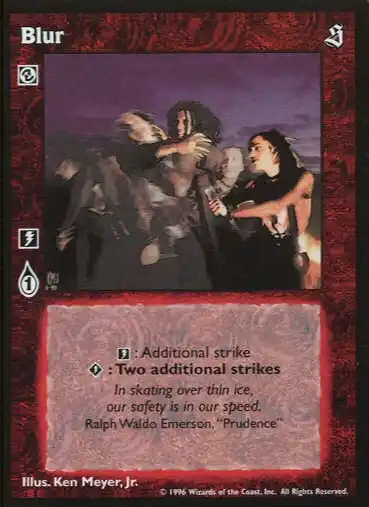 Blur
1
: Additional strike
: Two additional strikes
In skating over thin ice,
our safety is in our speed.
Ralph Waldo Emerson, "Prudence"
Illus. Ken Meyer, Jr.
© 1996 Wizards of the Coast, Inc. All Rights Reserved.